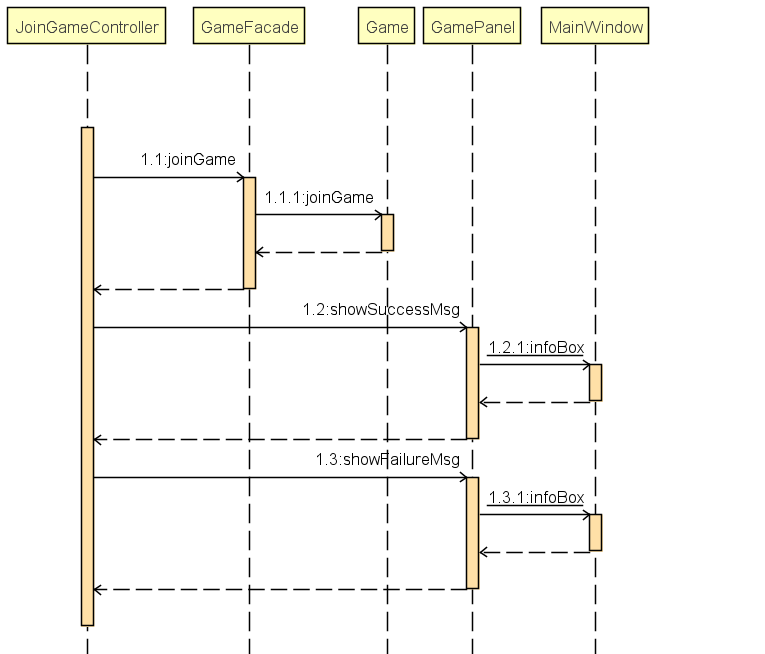 JoinGameController
GameFacade
Game
GamePanel
MainWindow
1.1:joinGame
1.1.1:joinGame
1.2:showSuccessMsg
1.2.1:infoBox
1.3:showFailureMsg
1.3.1:infoBox